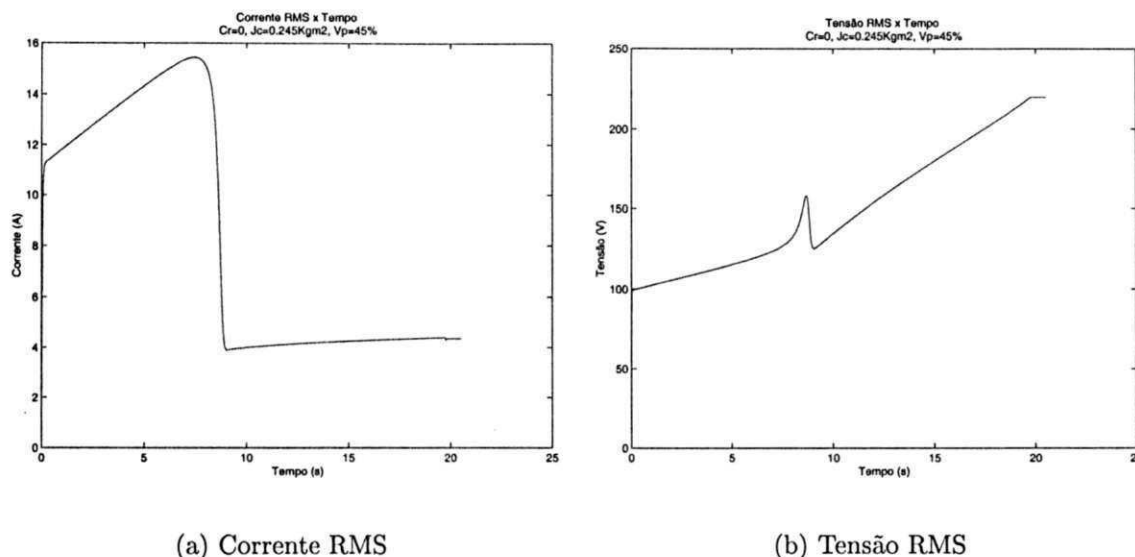 Corrente RMS x Tempo
Cr=0, Jc=0.245Kgm2, Vp=45%
16
14
12
10
8
6
4
2
0
Corrente (A)
0 5 10 15 20 25
Tempo (s)
(a) Corrente RMS
Tensão RMS x Tempo
Cr=0, Jc=0.245Kgm2, Vp=45%
250
200
150
100
50
0
Tensão (V)
0 5 10 15 20 25
Tempo (s)
(b) Tensão RMS